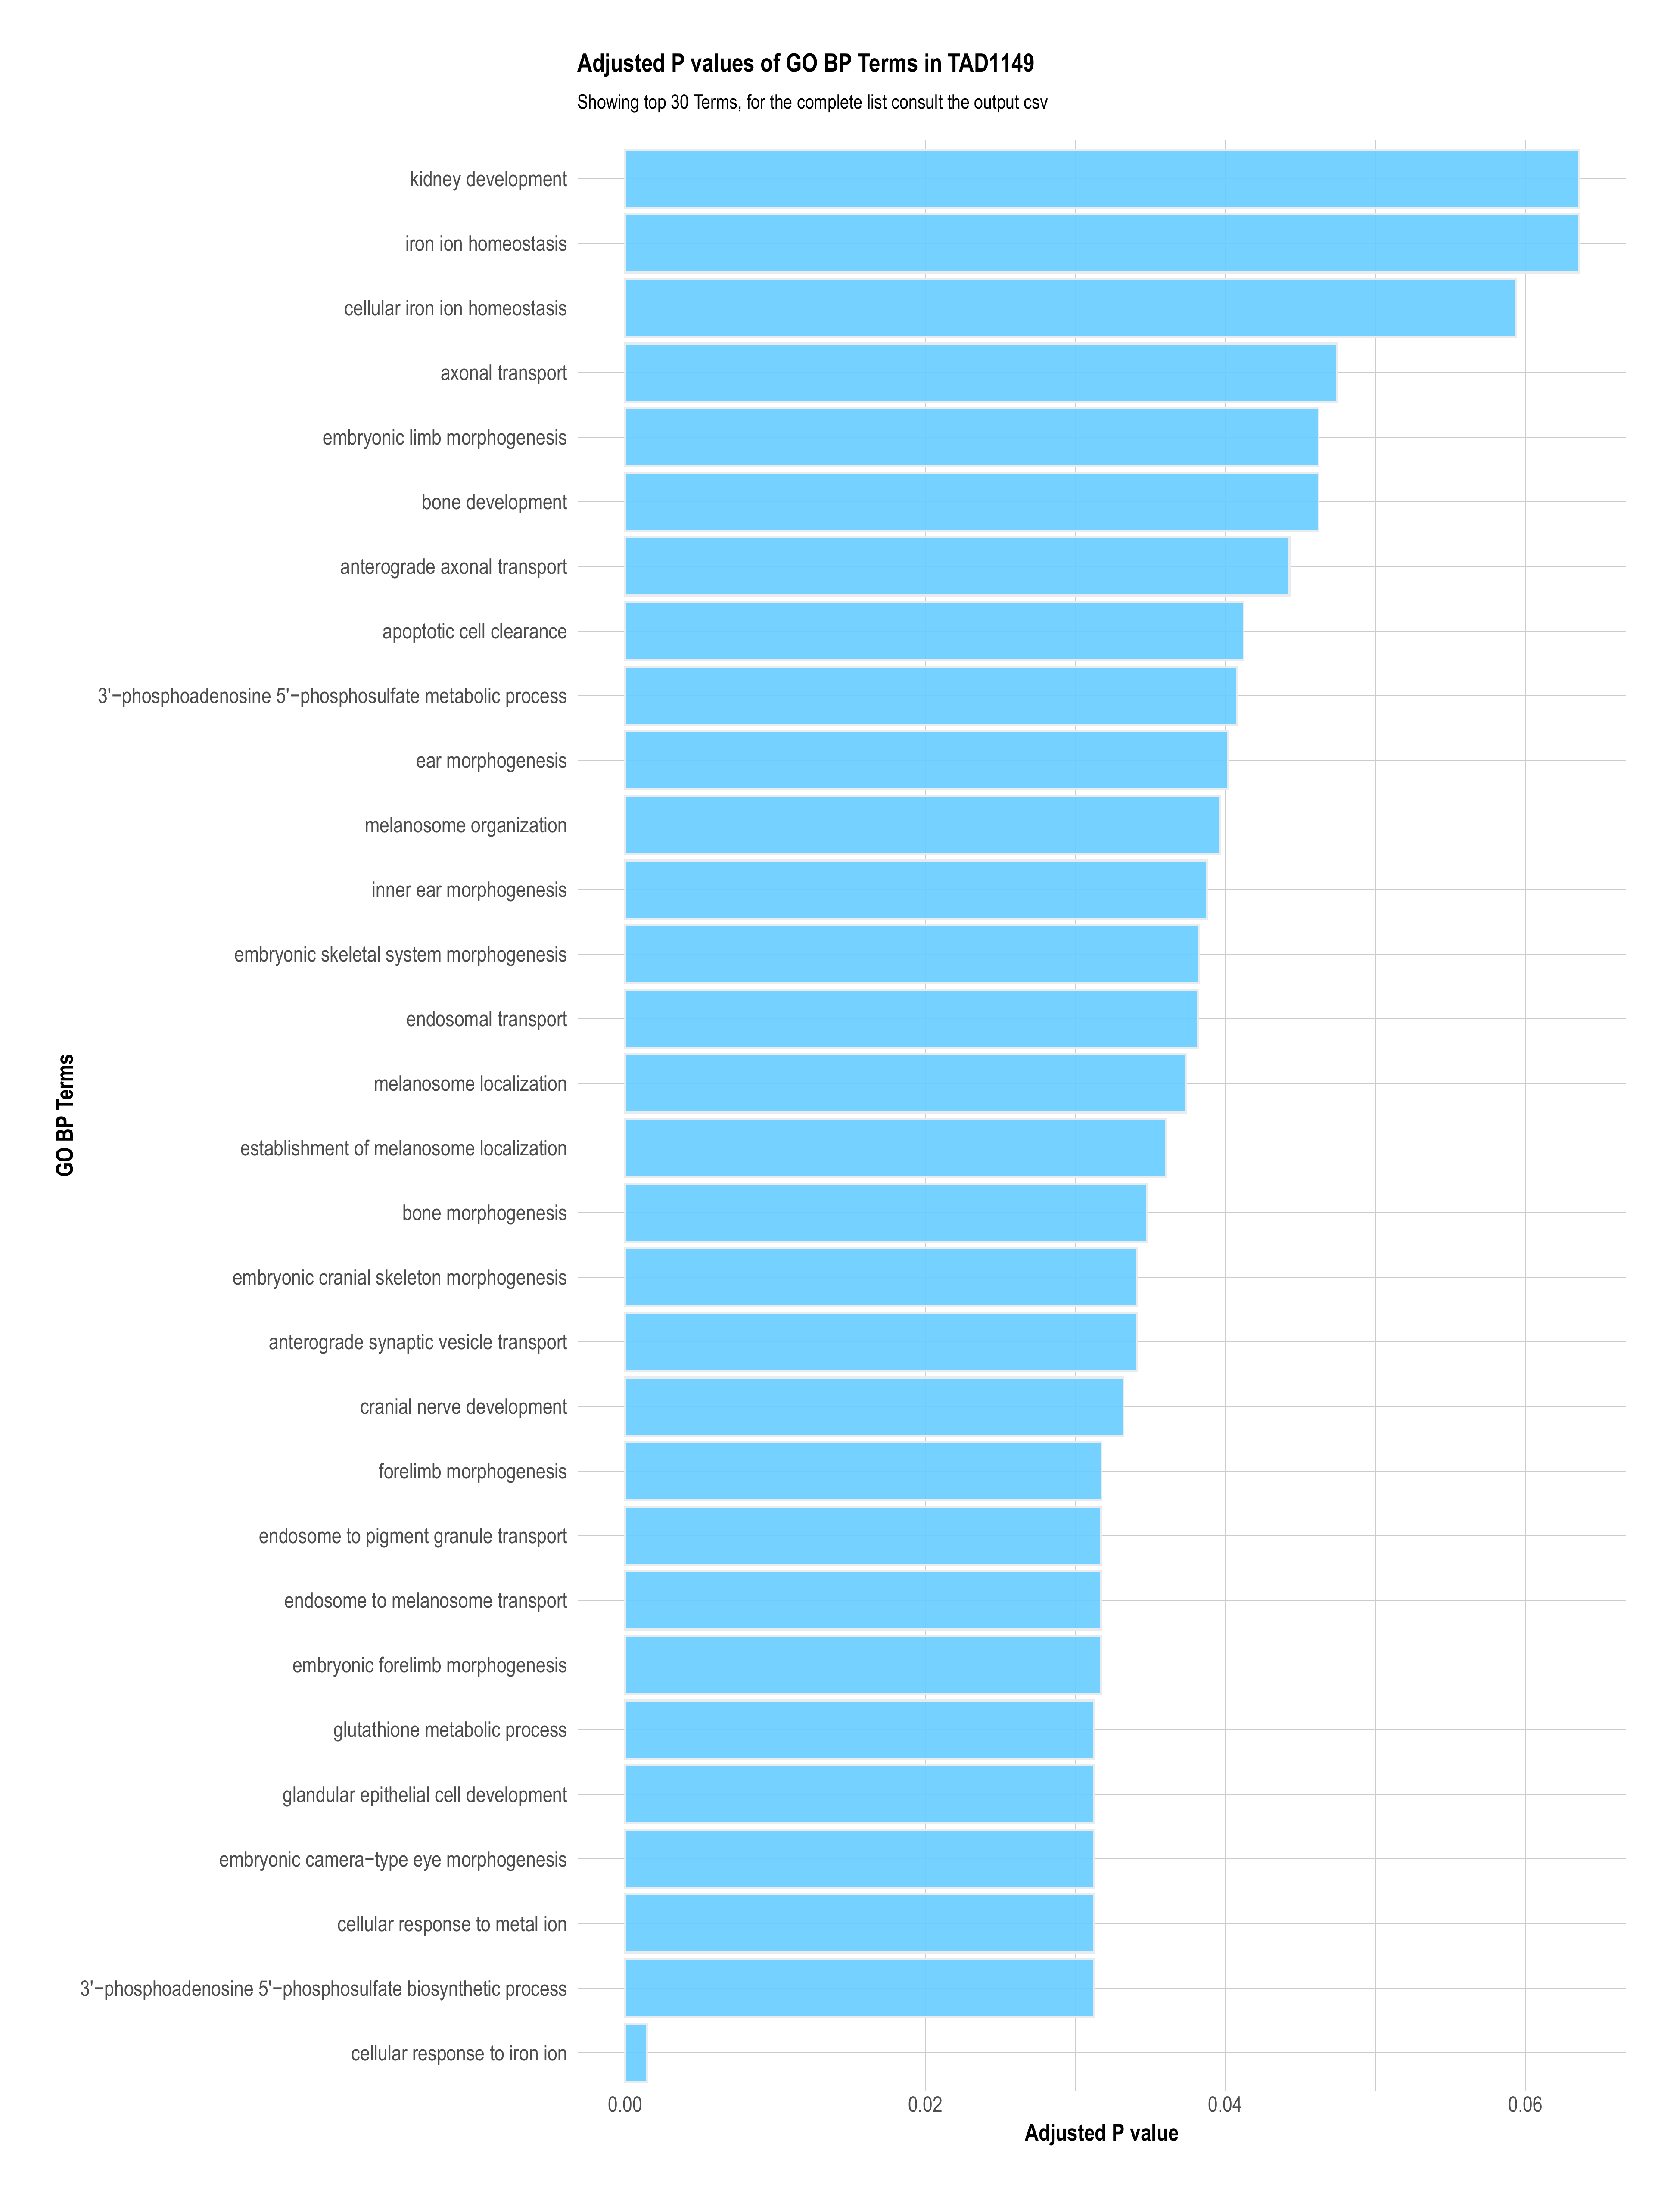 Adjusted P values of GO BP Terms in TAD1149
Showing top 30 Terms, for the complete list consult the output csv
kidney development
iron ion homeostasis
cellular iron ion homeostasis
axonal transport
embryonic limb morphogenesis
bone development
anterograde axonal transport
apoptotic cell clearance
3'−phosphoadenosine 5'−phosphosulfate metabolic process
ear morphogenesis
melanosome organization
inner ear morphogenesis
embryonic skeletal system morphogenesis
endosomal transport
melanosome localization
establishment of melanosome localization
bone morphogenesis
embryonic cranial skeleton morphogenesis
anterograde synaptic vesicle transport
cranial nerve development
forelimb morphogenesis
endosome to pigment granule transport
endosome to melanosome transport
embryonic forelimb morphogenesis
glutathione metabolic process
glandular epithelial cell development
embryonic camera−type eye morphogenesis
cellular response to metal ion
3'−phosphoadenosine 5'−phosphosulfate biosynthetic process
cellular response to iron ion
GO BP Terms
0.00 0.02 0.04 0.06
Adjusted P value